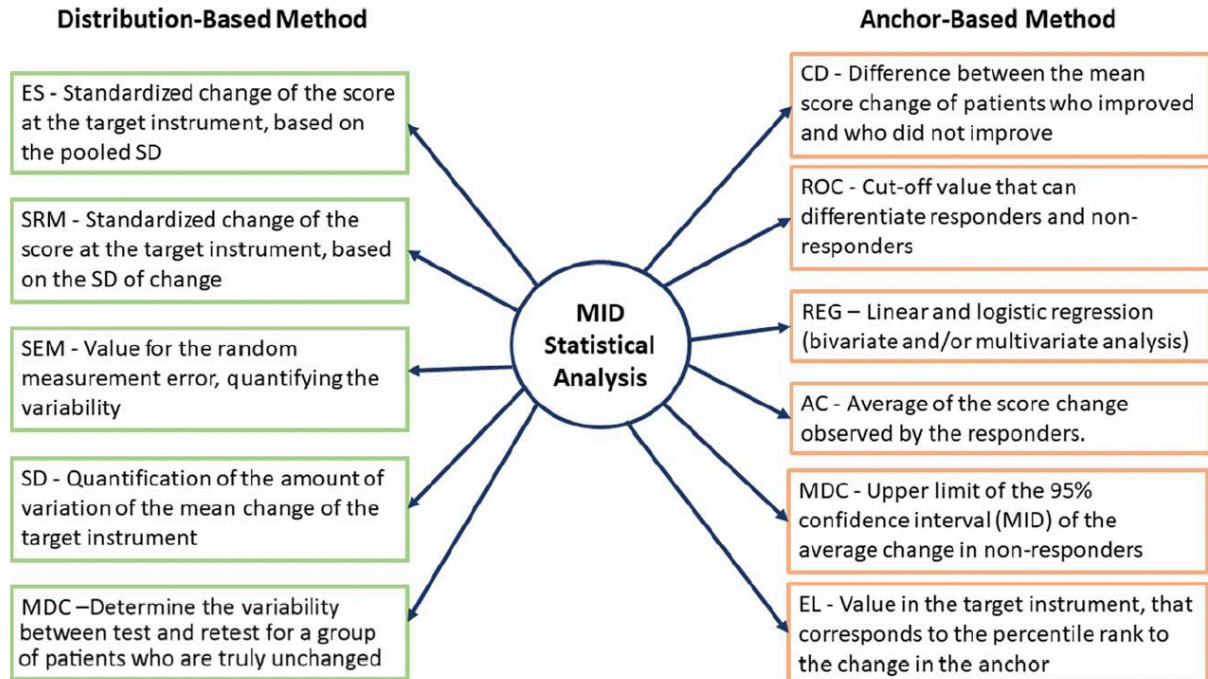 Distribution-Based Method
ES - Standardized change of the score
at the target instrument, based on
the pooled SD
SRM - Standardized change of the
score at the target instrument, based
on the SD of change
SEM - Value for the random
measurement error, quantifying the
variability
SD - Quantification of the amount of
variation of the mean change of the
target instrument
MDC –Determine the variability
between test and retest for a group
of patients who are truly unchanged
MID
Statistical
Analysis
Anchor-Based Method
CD - Difference between the mean
score change of patients who improved
and who did not improve
ROC - Cut-off value that can
differentiate responders and non-
responders
REG – Linear and logistic regression
(bivariate and/or multivariate analysis)
AC - Average of the score change
observed by the responders.
MDC - Upper limit of the 95%
confidence interval (MID) of the
average change in non-responders
EL - Value in the target instrument, that
corresponds to the percentile rank to
the change in the anchor